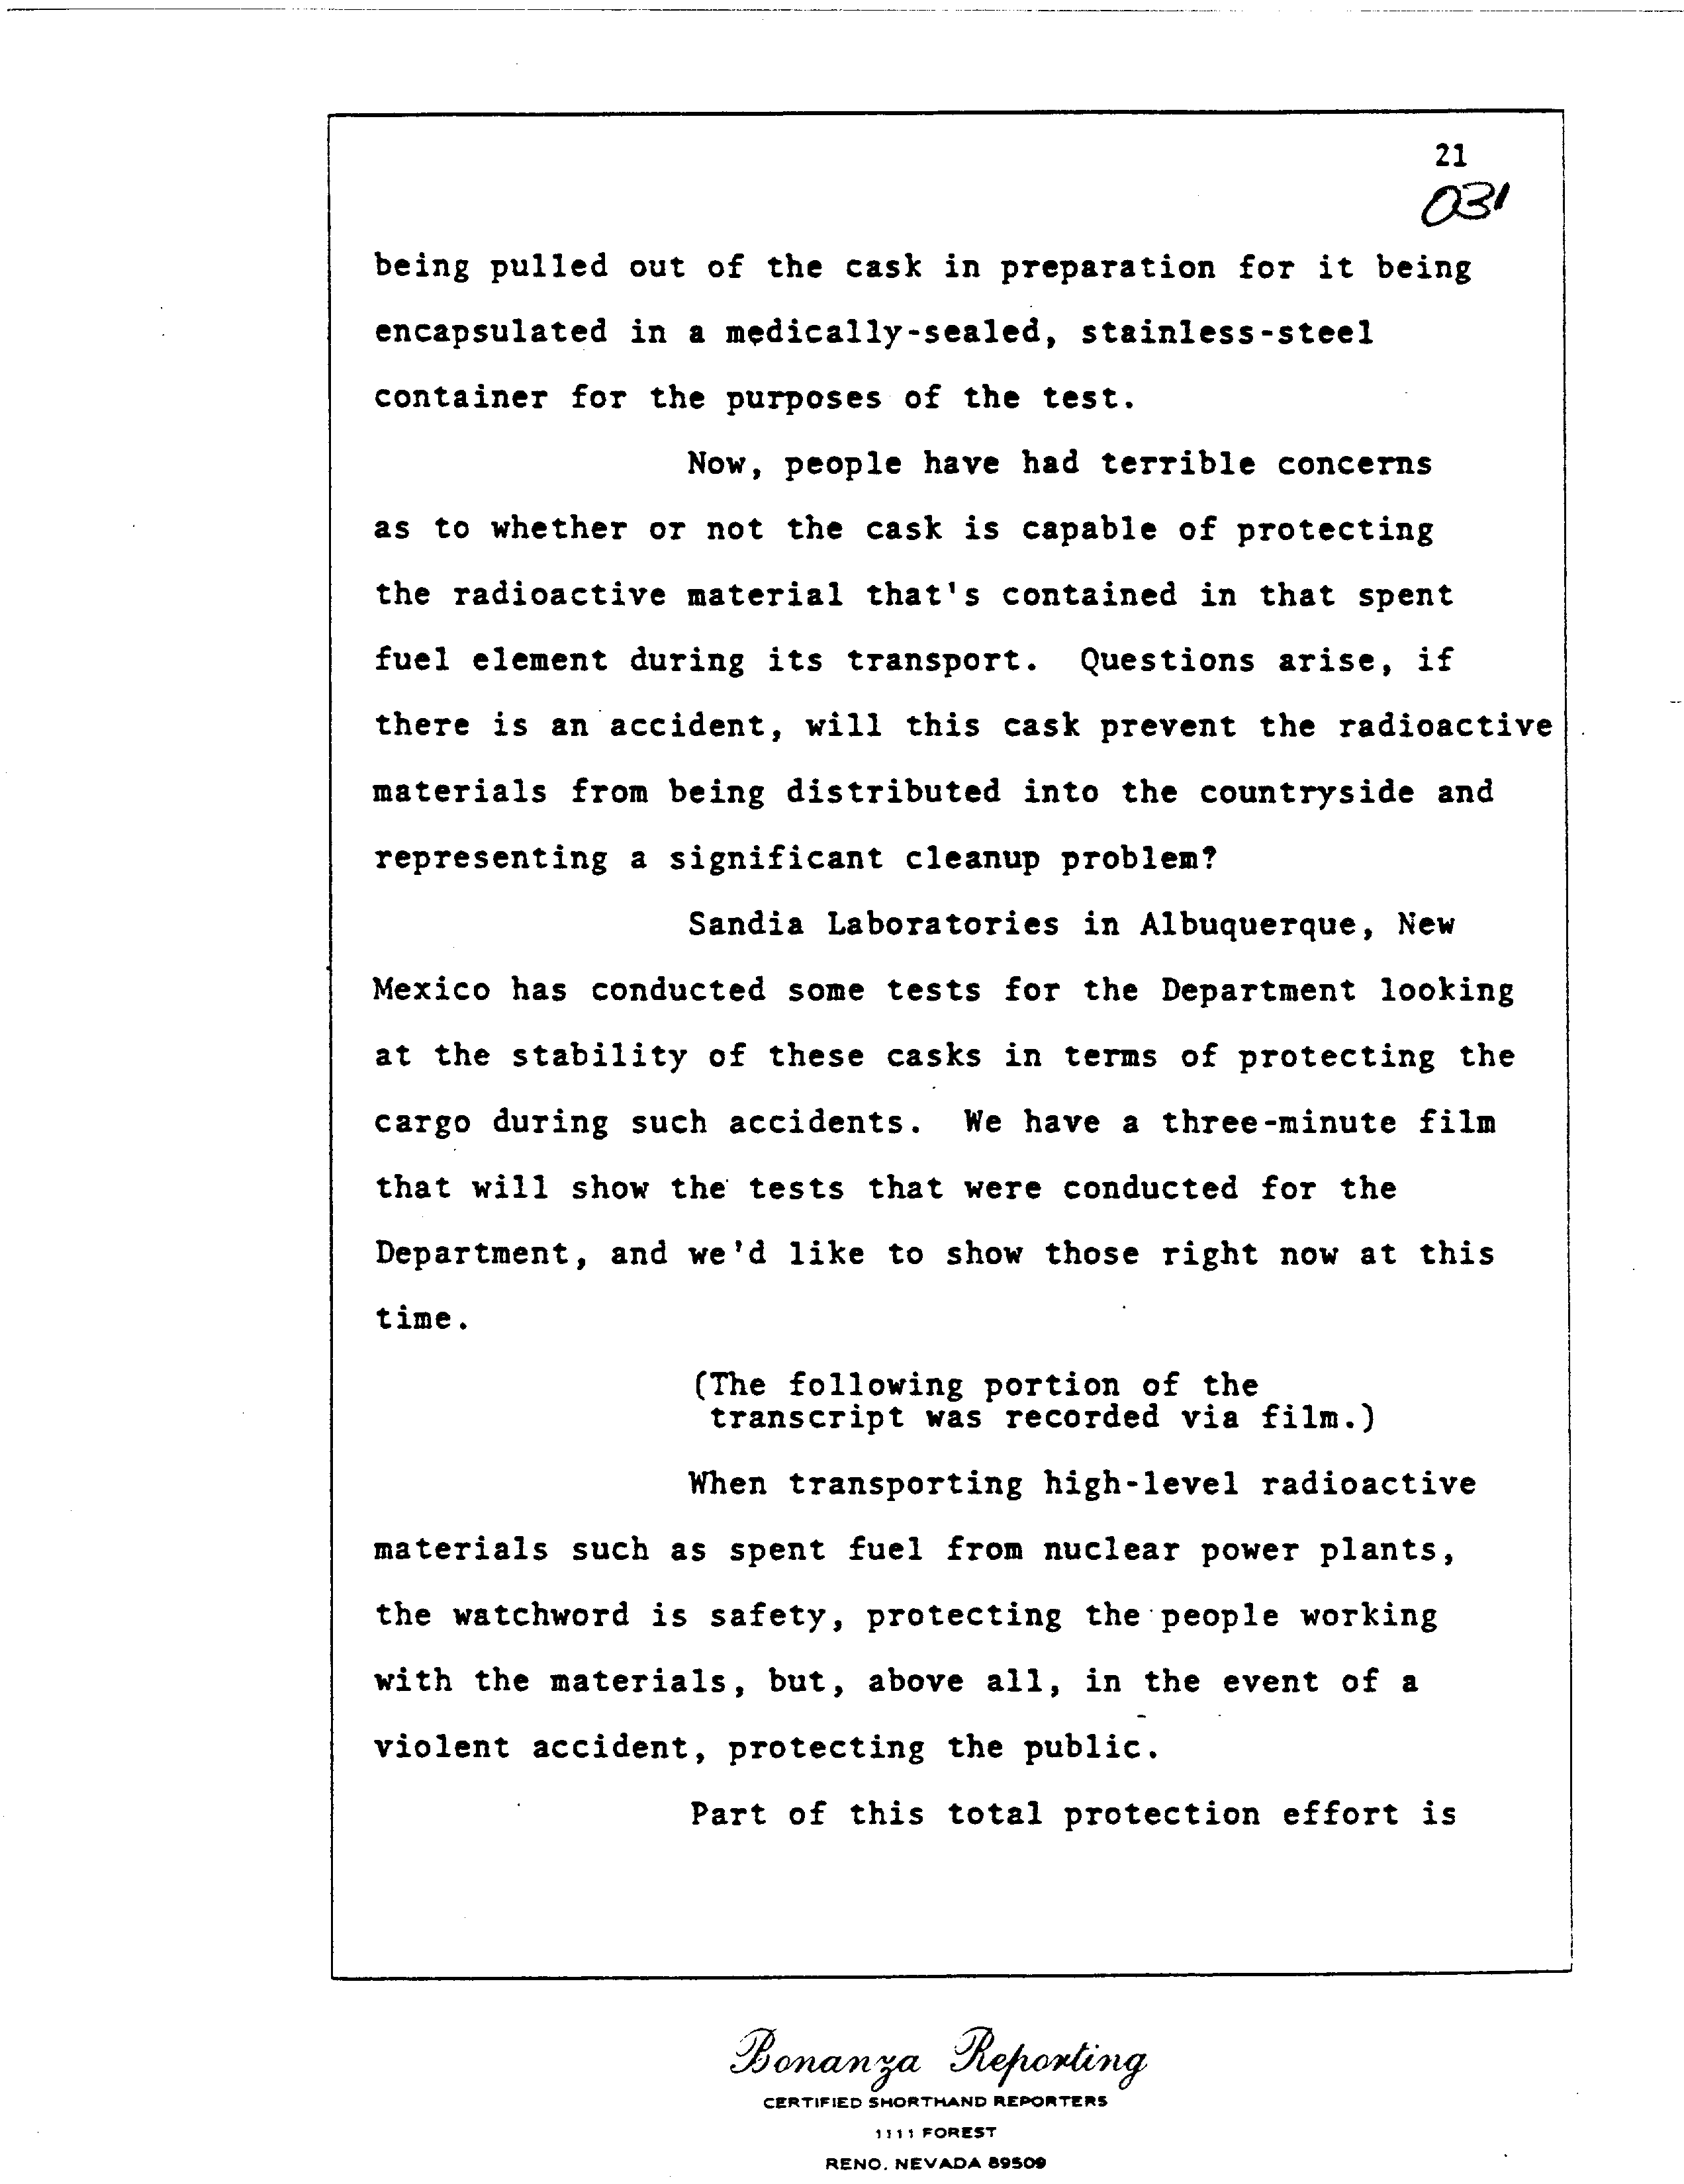 21
031
being pulled out of the cask in preparation for it being
encapsulated in a medically-sealed, stainless-steel
container for the purposes of the test.
Now, people have had terrible concerns
as to whether or not the cask is capable of protecting
the radioactive material that's contained in that spent
fuel element during its transport. Questions arise, if
there is an accident, will this cask prevent the radioactive
materials from being distributed into the countryside and
representing a significant cleanup problem?
Sandia Laboratories in Albuquerque, New
Mexico has conducted some tests for the Department looking
at the stability of these casks in terms of protecting the
cargo during such accidents. We have a three-minute film
that will show the tests that were conducted for the
Department, and we'd like to show those right now at this
time.
(The following portion of the
transcript was recorded via film.)
When transporting high-level radioactive
materials such as spent fuel from nuclear power plants,
the watchword is safety, protecting the people working
with the materials, but, above all, in the event of a
violent accident, protecting the public.
Part of this total protection effort is
Bonanza Reporting
CERTIFIED SHORTHAND REPORTERS
1111 FOREST
RENO, NEVADA 89509